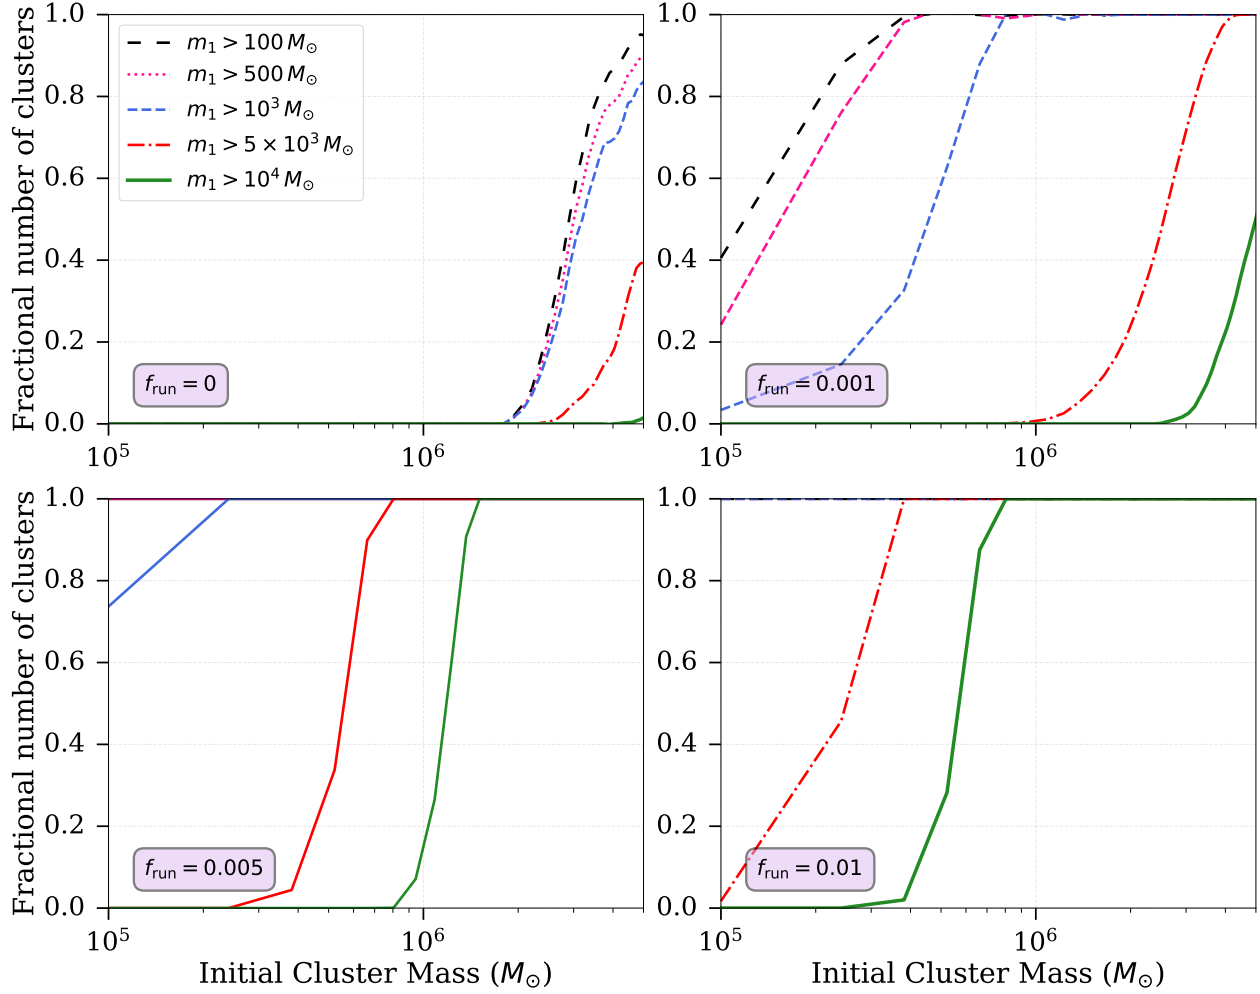 Fractional number of clusters
1.0
0.8
0.6
0.4
0.2
0.0
m₁ > 100 M⊙
m₁ > 500 M⊙
m₁ > 10³ M⊙
m₁ > 5 × 10³ M⊙
m₁ > 10⁴ M⊙
f_run = 0
10⁵
10⁶
1.0
0.8
0.6
0.4
0.2
0.0
f_run = 0.001
10⁵
10⁶
Fractional number of clusters
1.0
0.8
0.6
0.4
0.2
0.0
f_run = 0.005
10⁵
10⁶
Initial Cluster Mass (M⊙)
1.0
0.8
0.6
0.4
0.2
0.0
f_run = 0.01
10⁵
10⁶
Initial Cluster Mass (M⊙)